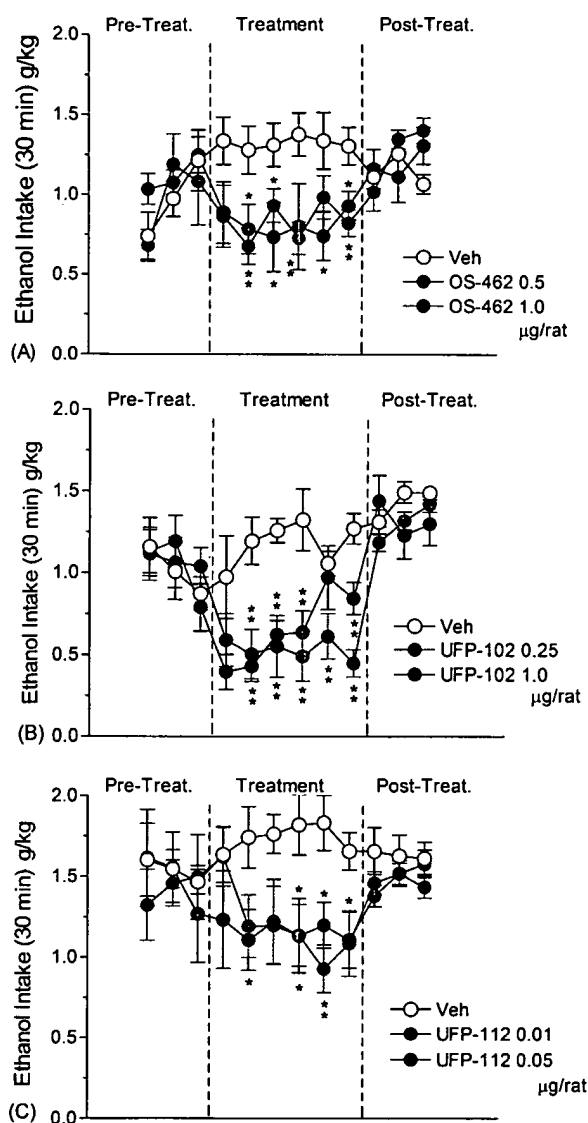 Pre-Treat. Treatment Post-Treat.
2.0
1.5
1.0
0.5
0.0
Ethanol Intake (30 min) g/kg
* * * * *
* * * * * * *
Veh
OS-462 0.5
OS-462 1.0
μg/rat
(A)
Pre-Treat. Treatment Post-Treat.
2.0
1.5
1.0
0.5
0.0
Ethanol Intake (30 min) g/kg
** ** ** **
** ** ** **
Veh
UFP-102 0.25
UFP-102 1.0
μg/rat
(B)
Pre-Treat. Treatment Post-Treat.
2.0
1.5
1.0
0.5
0.0
Ethanol Intake (30 min) g/kg
* * *
* * **
Veh
UFP-112 0.01
UFP-112 0.05
μg/rat
(C)